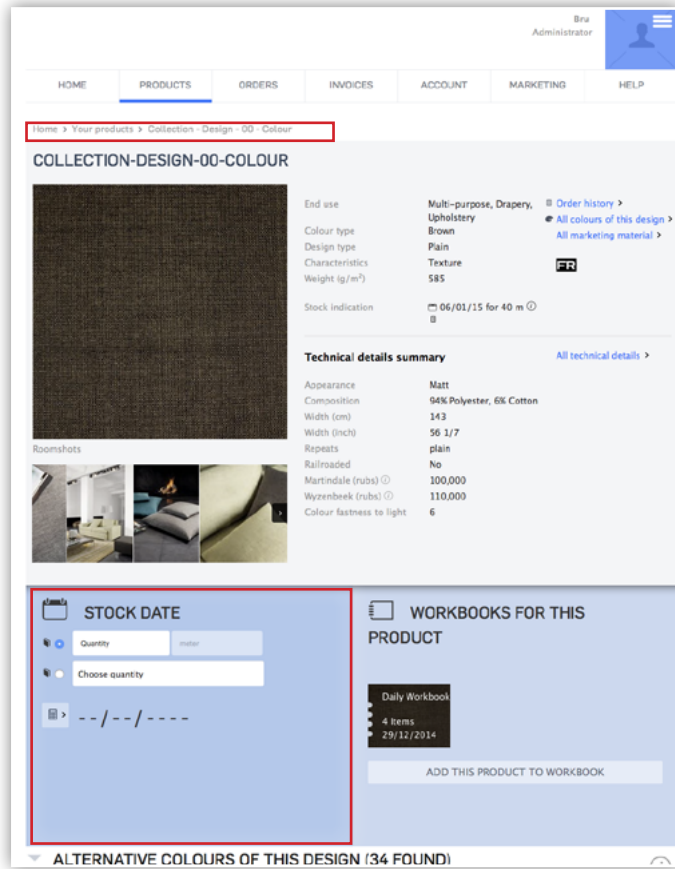 Bru
Administrator
HOME PRODUCTS ORDERS INVOICES ACCOUNT MARKETING HELP
Home > Your products > Collection - Design - 00 - Colour
COLLECTION-DESIGN-00-COLOUR
End use Multi-purpose, Drapery, Upholstery
Colour type Brown
Design type Plain
Characteristics Texture
Weight (g/m²) 585
Stock indication 06/01/15 for 40 m
Order history >
All colours of this design >
All marketing material >
FR
Technical details summary All technical details >
Appearance Matt
Composition 94% Polyester, 6% Cotton
Width (cm) 143
Width (inch) 56 1/7
Repeats plain
Railroaded No
Martindale (rubs) 100,000
Wyzenbeek (rubs) 110,000
Colour fastness to light 6
Roomshots
STOCK DATE
Quantity meter
Choose quantity
--/--/----
WORKBOOKS FOR THIS
PRODUCT
Daily Workbook
4 Items
29/12/2014
ADD THIS PRODUCT TO WORKBOOK
ALTERNATIVE COLOURS OF THIS DESIGN (34 FOUND)